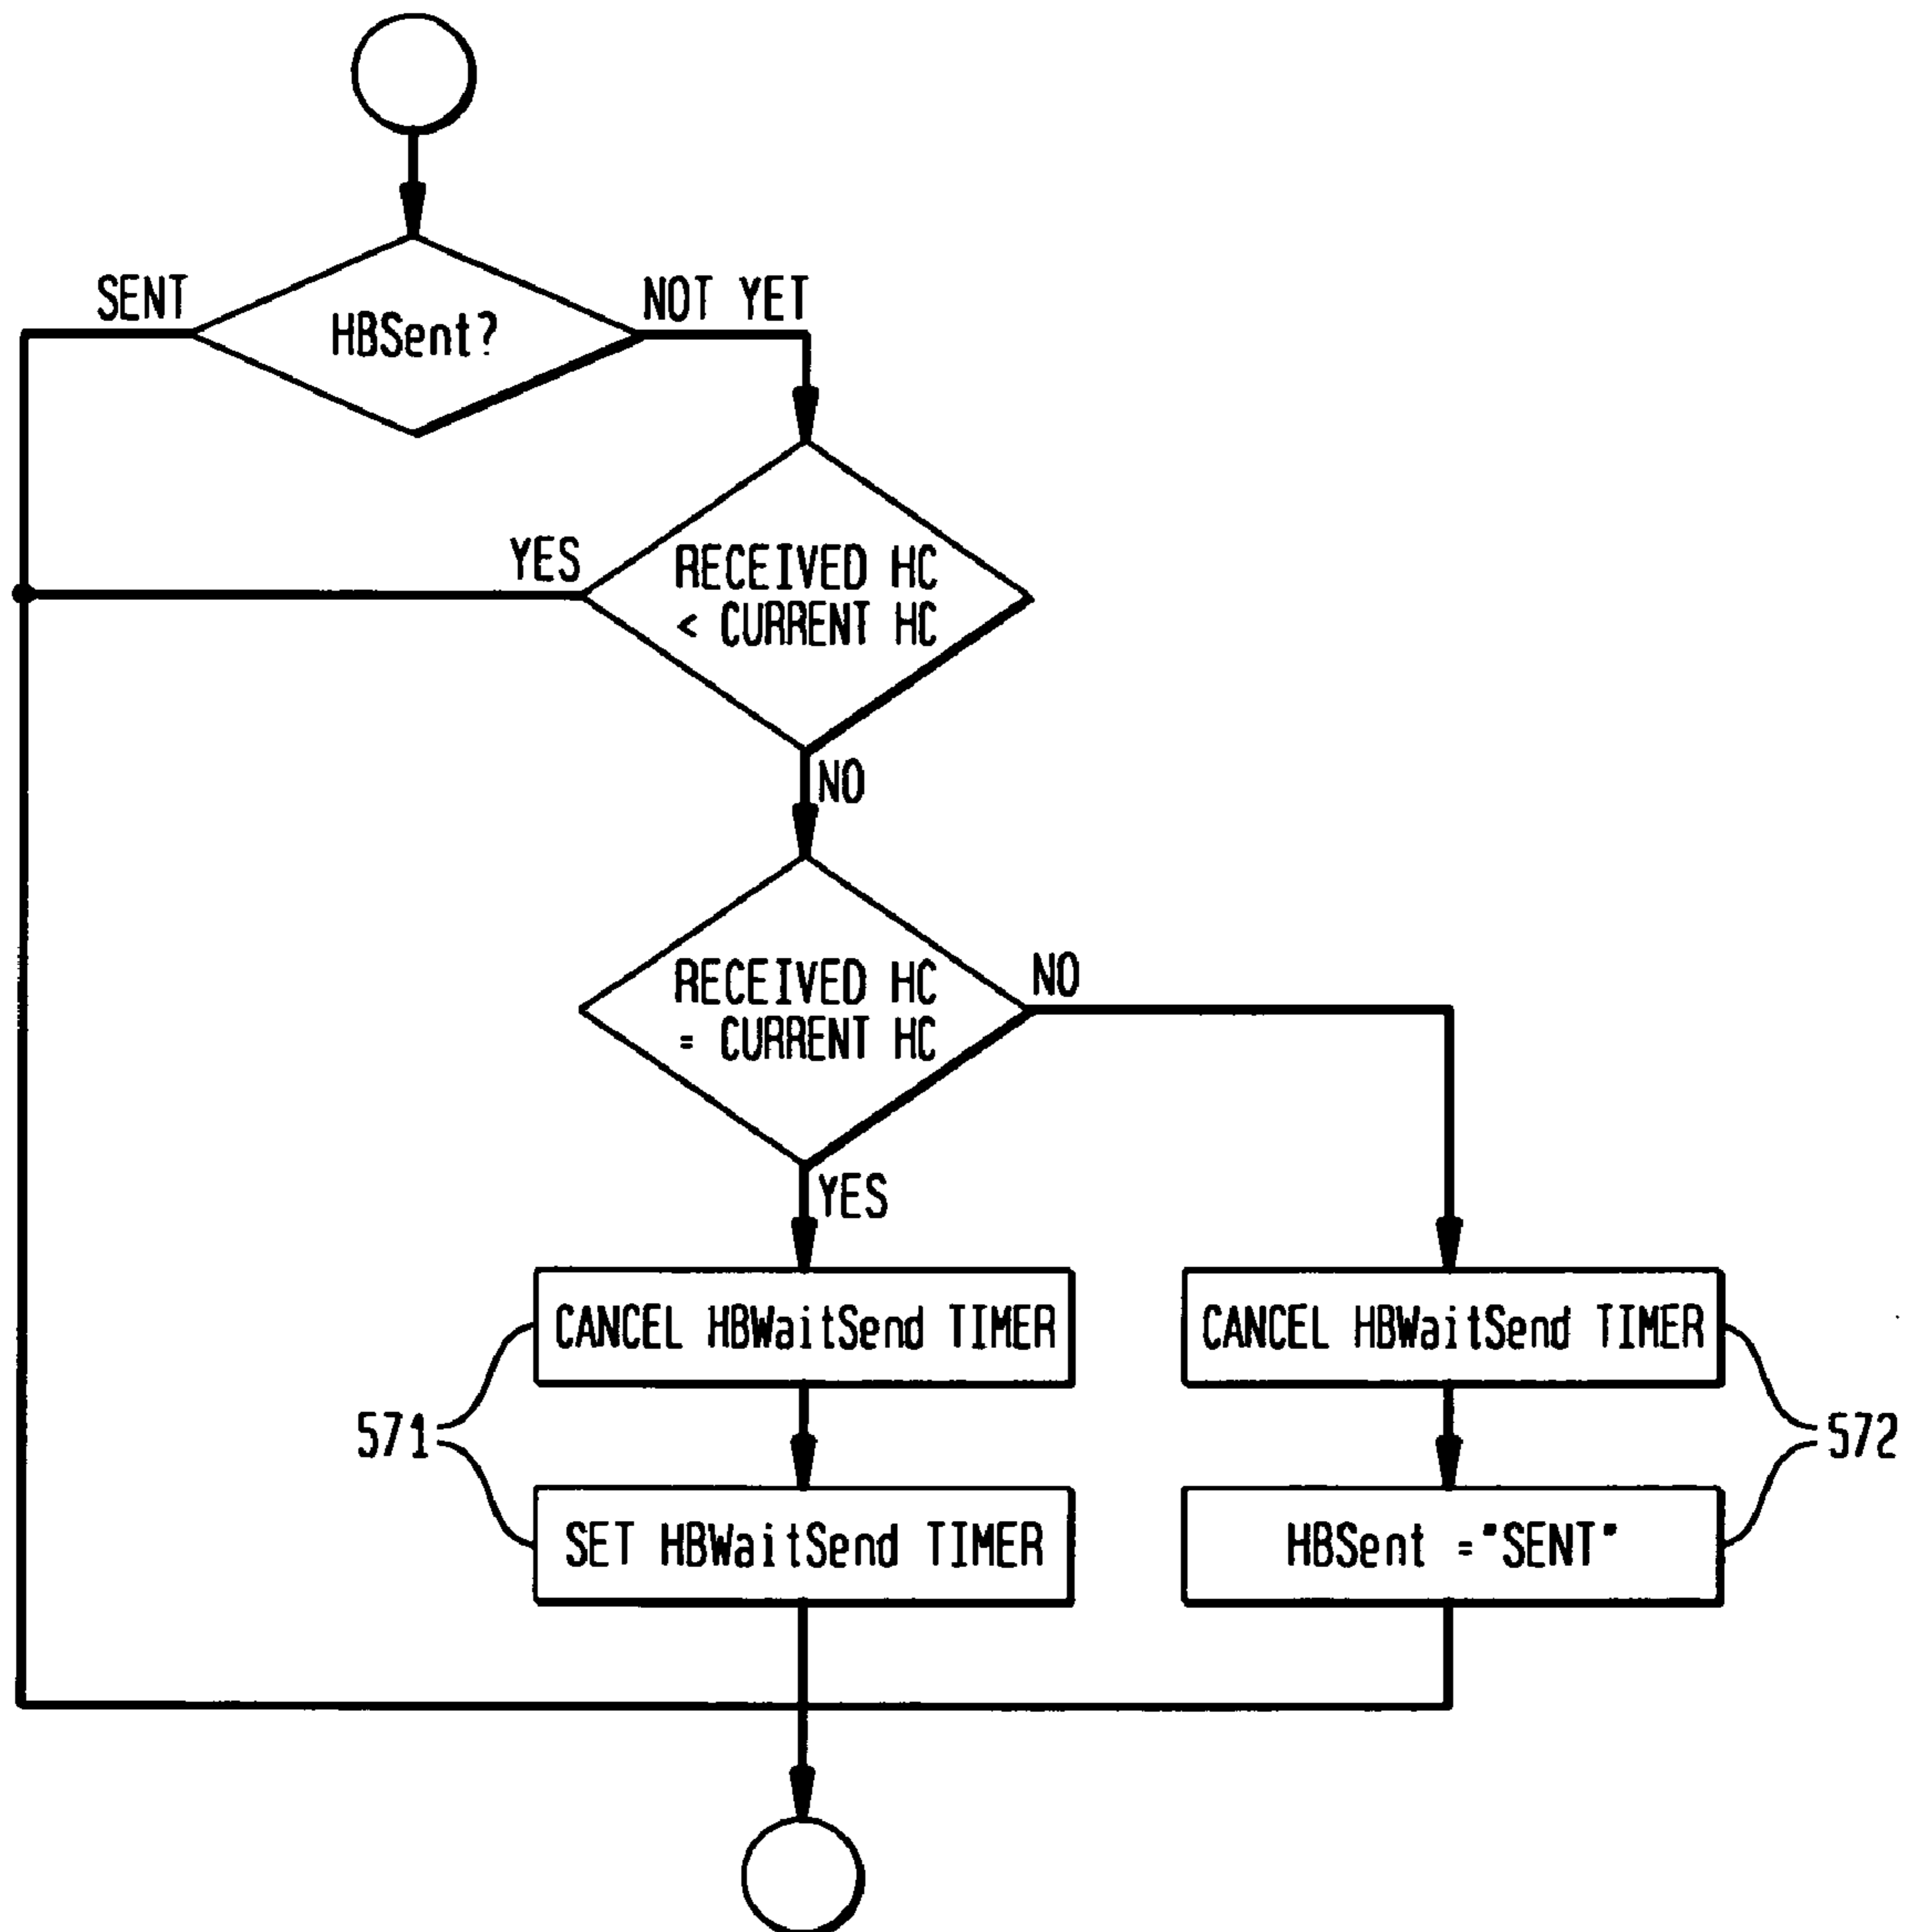 SENT
HBSent?
NOT YET
YES
RECEIVED HC
< CURRENT HC
NO
RECEIVED HC
= CURRENT HC
NO
YES
CANCEL HBWaitSend TIMER
CANCEL HBWaitSend TIMER
571
572
SET HBWaitSend TIMER
HBSent ="SENT"